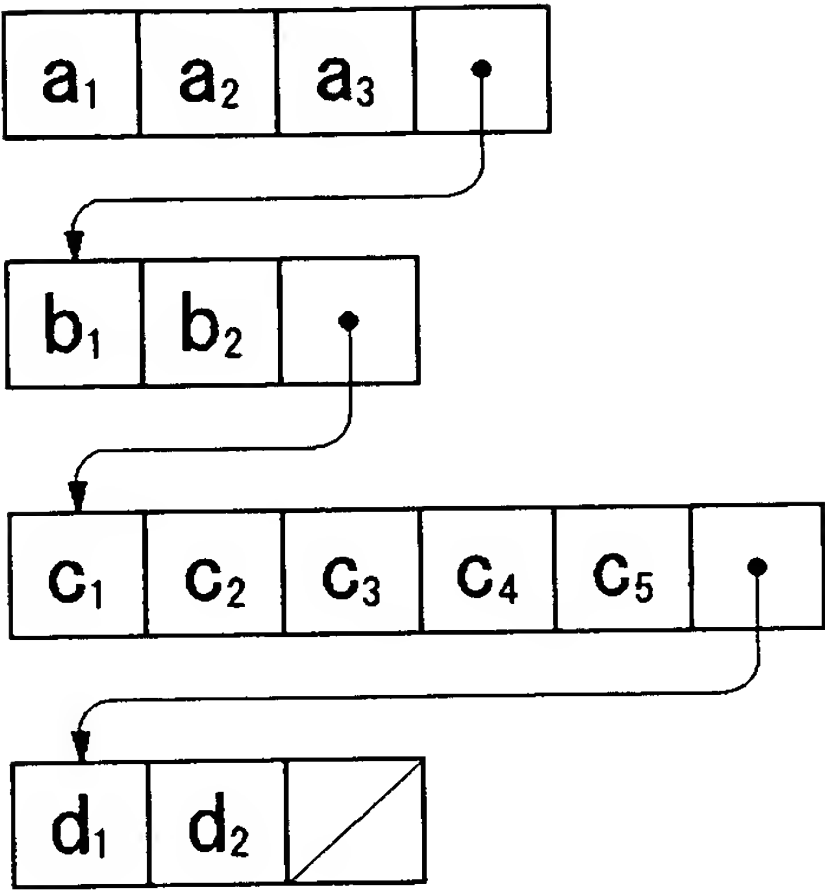 a₁ a₂ a₃
b₁ b₂
c₁ c₂ c₃ c₄ c₅
d₁ d₂